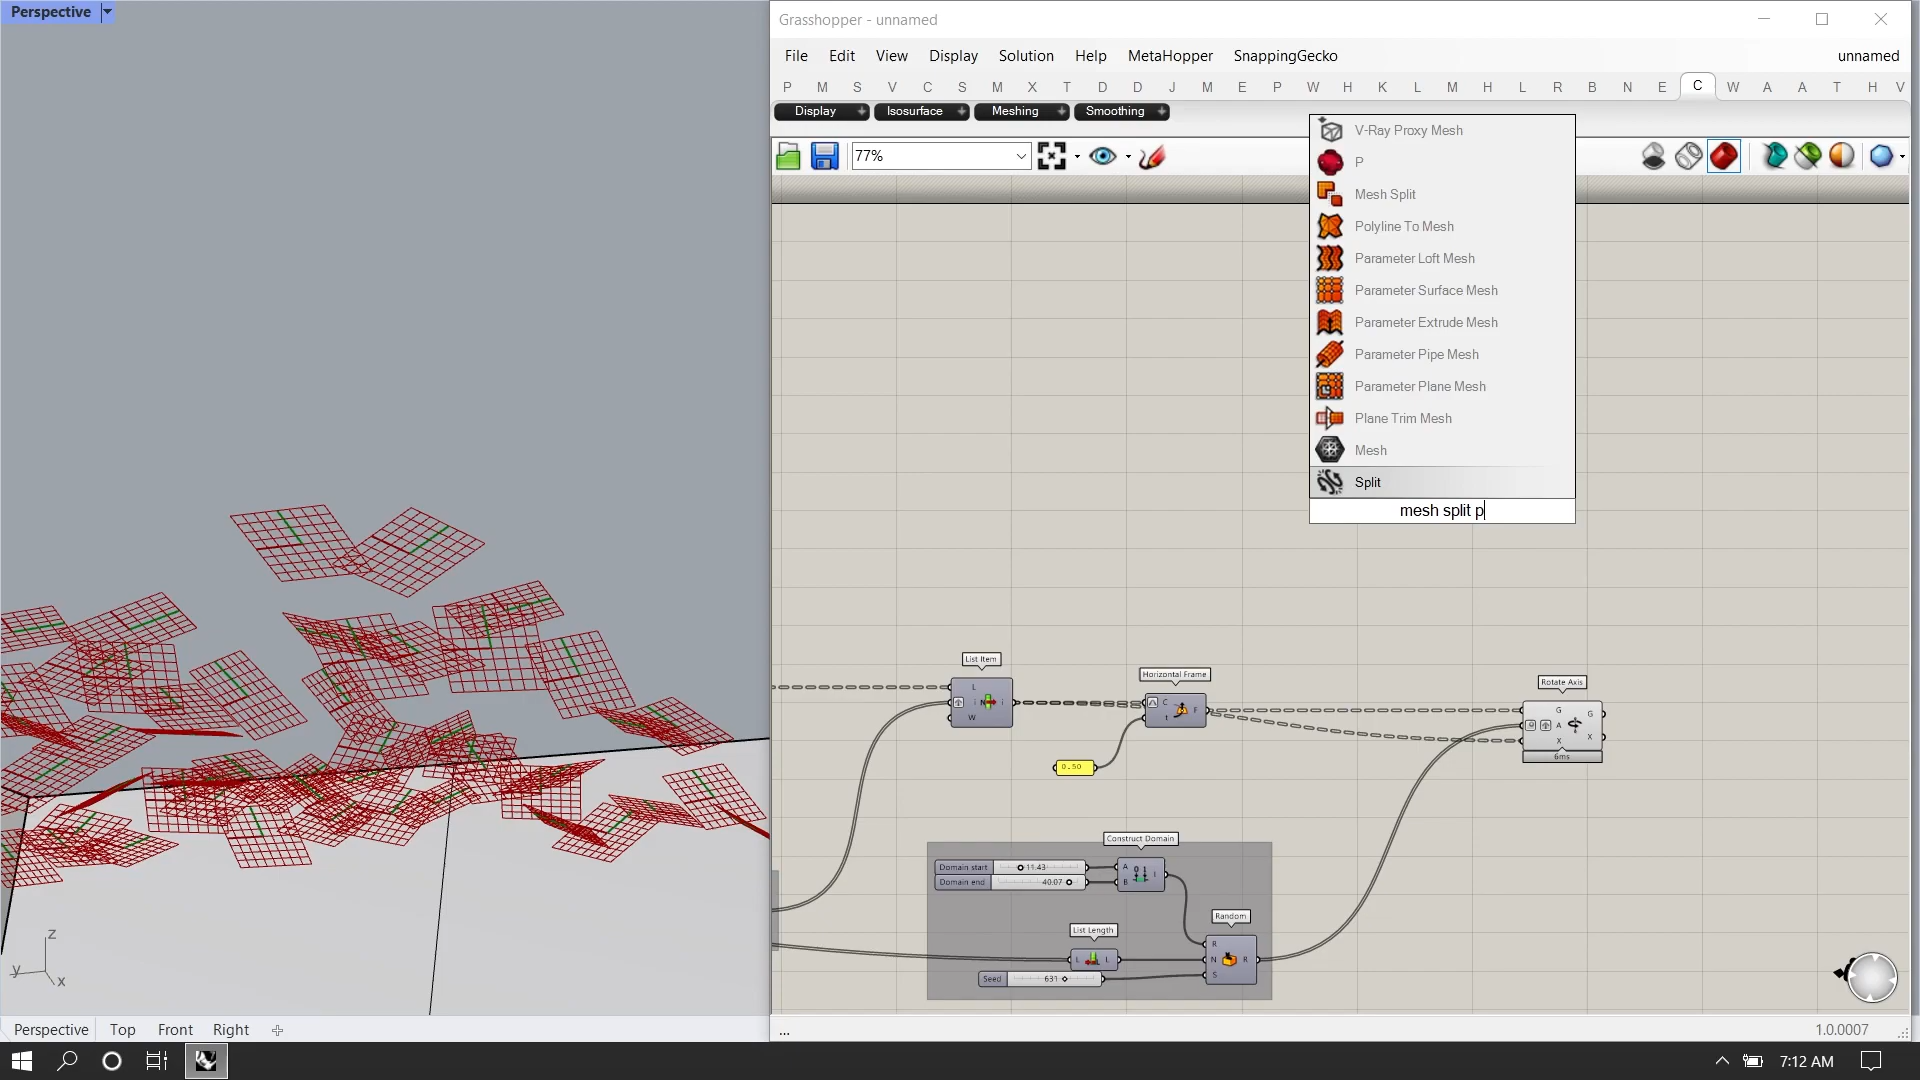 Perspective
Grasshopper - unnamed
File Edit View Display Solution Help MetaHopper SnappingGecko unnamed
P M S V C S M X T D D J M E P W H K L M H L R B N E C W A A T H V
Display Isosurface Meshing Smoothing
77%
V-Ray Proxy Mesh
P
Mesh Split
Polyline To Mesh
Parameter Loft Mesh
Parameter Surface Mesh
Parameter Extrude Mesh
Parameter Pipe Mesh
Parameter Plane Mesh
Plane Trim Mesh
Mesh
Split
mesh split p
List Item
L
i N i
W
Horizontal Frame
C F
t
0.50
Rotate Axis
G G
A
X X
6ms
Construct Domain
Domain start 11.43
Domain end 40.07
A I
B
Random
List Length
L L
R
N R
S
Seed 631
z
y
x
Perspective Top Front Right
...
1.0.0007
7:12 AM